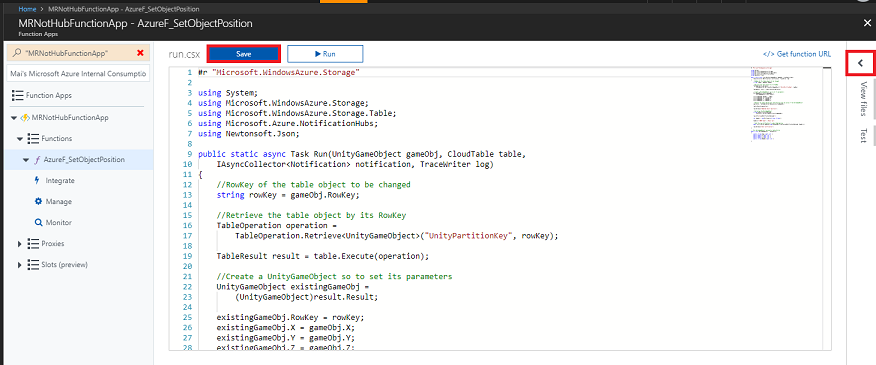 Home > MRNotHubFunctionApp - AzureF_SetObjectPosition
MRNotHubFunctionApp - AzureF_SetObjectPosition
Function Apps
"MRNotHubFunctionApp"
Mai's Microsoft Azure Internal Consumptio
Function Apps
MRNotHubFunctionApp
Functions
f AzureF_SetObjectPosition
Integrate
Manage
Monitor
Proxies
Slots (preview)
run.csx
Save
Run
</> Get function URL
1 #r "Microsoft.WindowsAzure.Storage"
2
3 using System;
4 using Microsoft.WindowsAzure.Storage;
5 using Microsoft.WindowsAzure.Storage.Table;
6 using Microsoft.Azure.NotificationHubs;
7 using Newtonsoft.Json;
8
9 public static async Task Run(UnityGameObject gameObj, CloudTable table,
10 IAsyncCollector<Notification> notification, TraceWriter log)
11 {
12 //RowKey of the table object to be changed
13 string rowKey = gameObj.RowKey;
14
15 //Retrieve the table object by its RowKey
16 TableOperation operation =
17 TableOperation.Retrieve<UnityGameObject>("UnityPartitionKey", rowKey);
18
19 TableResult result = table.Execute(operation);
20
21 //Create a UnityGameObject so to set its parameters
22 UnityGameObject existingGameObj =
23 (UnityGameObject)result.Result;
24
25 existingGameObj.RowKey = rowKey;
26 existingGameObj.X = gameObj.X;
27 existingGameObj.Y = gameObj.Y;
28 existingGameObj.Z = gameObj.Z;
View files
Test